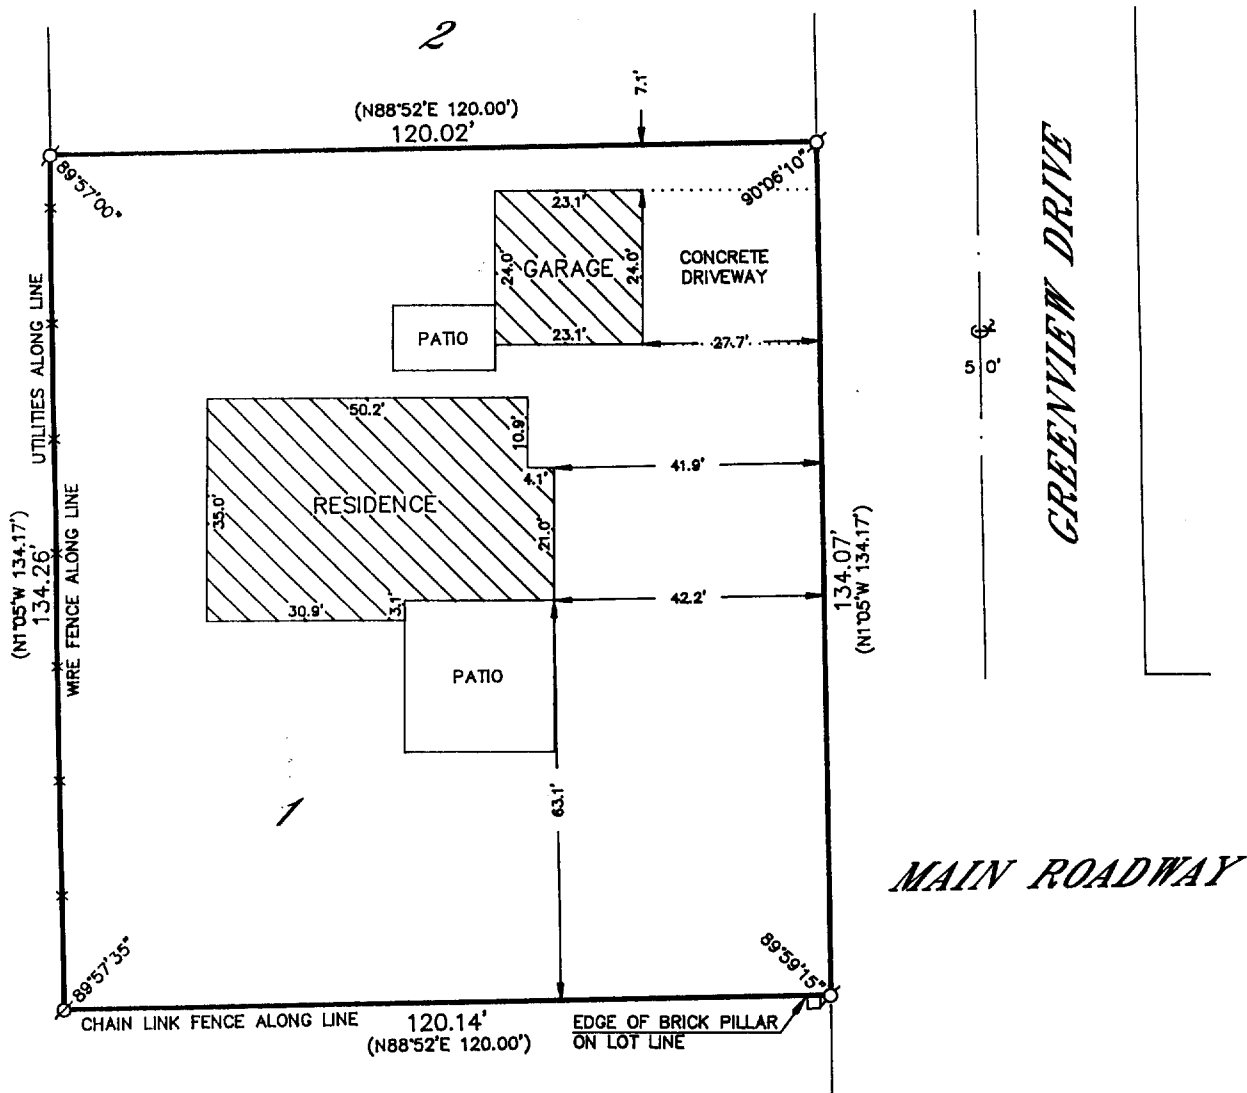 2
(N88°52'E 120.00')
120.02'
7.1'
89°57'00"
90°06'10"
23.1'
24.0'
GARAGE
24.0'
23.1'
CONCRETE
DRIVEWAY
PATIO
27.7'
UTILITIES ALONG LINE
WIRE FENCE ALONG LINE
134.26'
(N1°05'W 134.17')
50.2'
10.9'
4.1'
41.9'
35.0'
RESIDENCE
21.0'
30.9'
3.1'
42.2'
PATIO
63.1'
134.07'
(N1°05'W 134.17')
℄
5 0'
GREENVIEW DRIVE
1
MAIN ROADWAY
89°57'35"
89°59'15"
CHAIN LINK FENCE ALONG LINE
120.14'
(N88°52'E 120.00')
EDGE OF BRICK PILLAR
ON LOT LINE